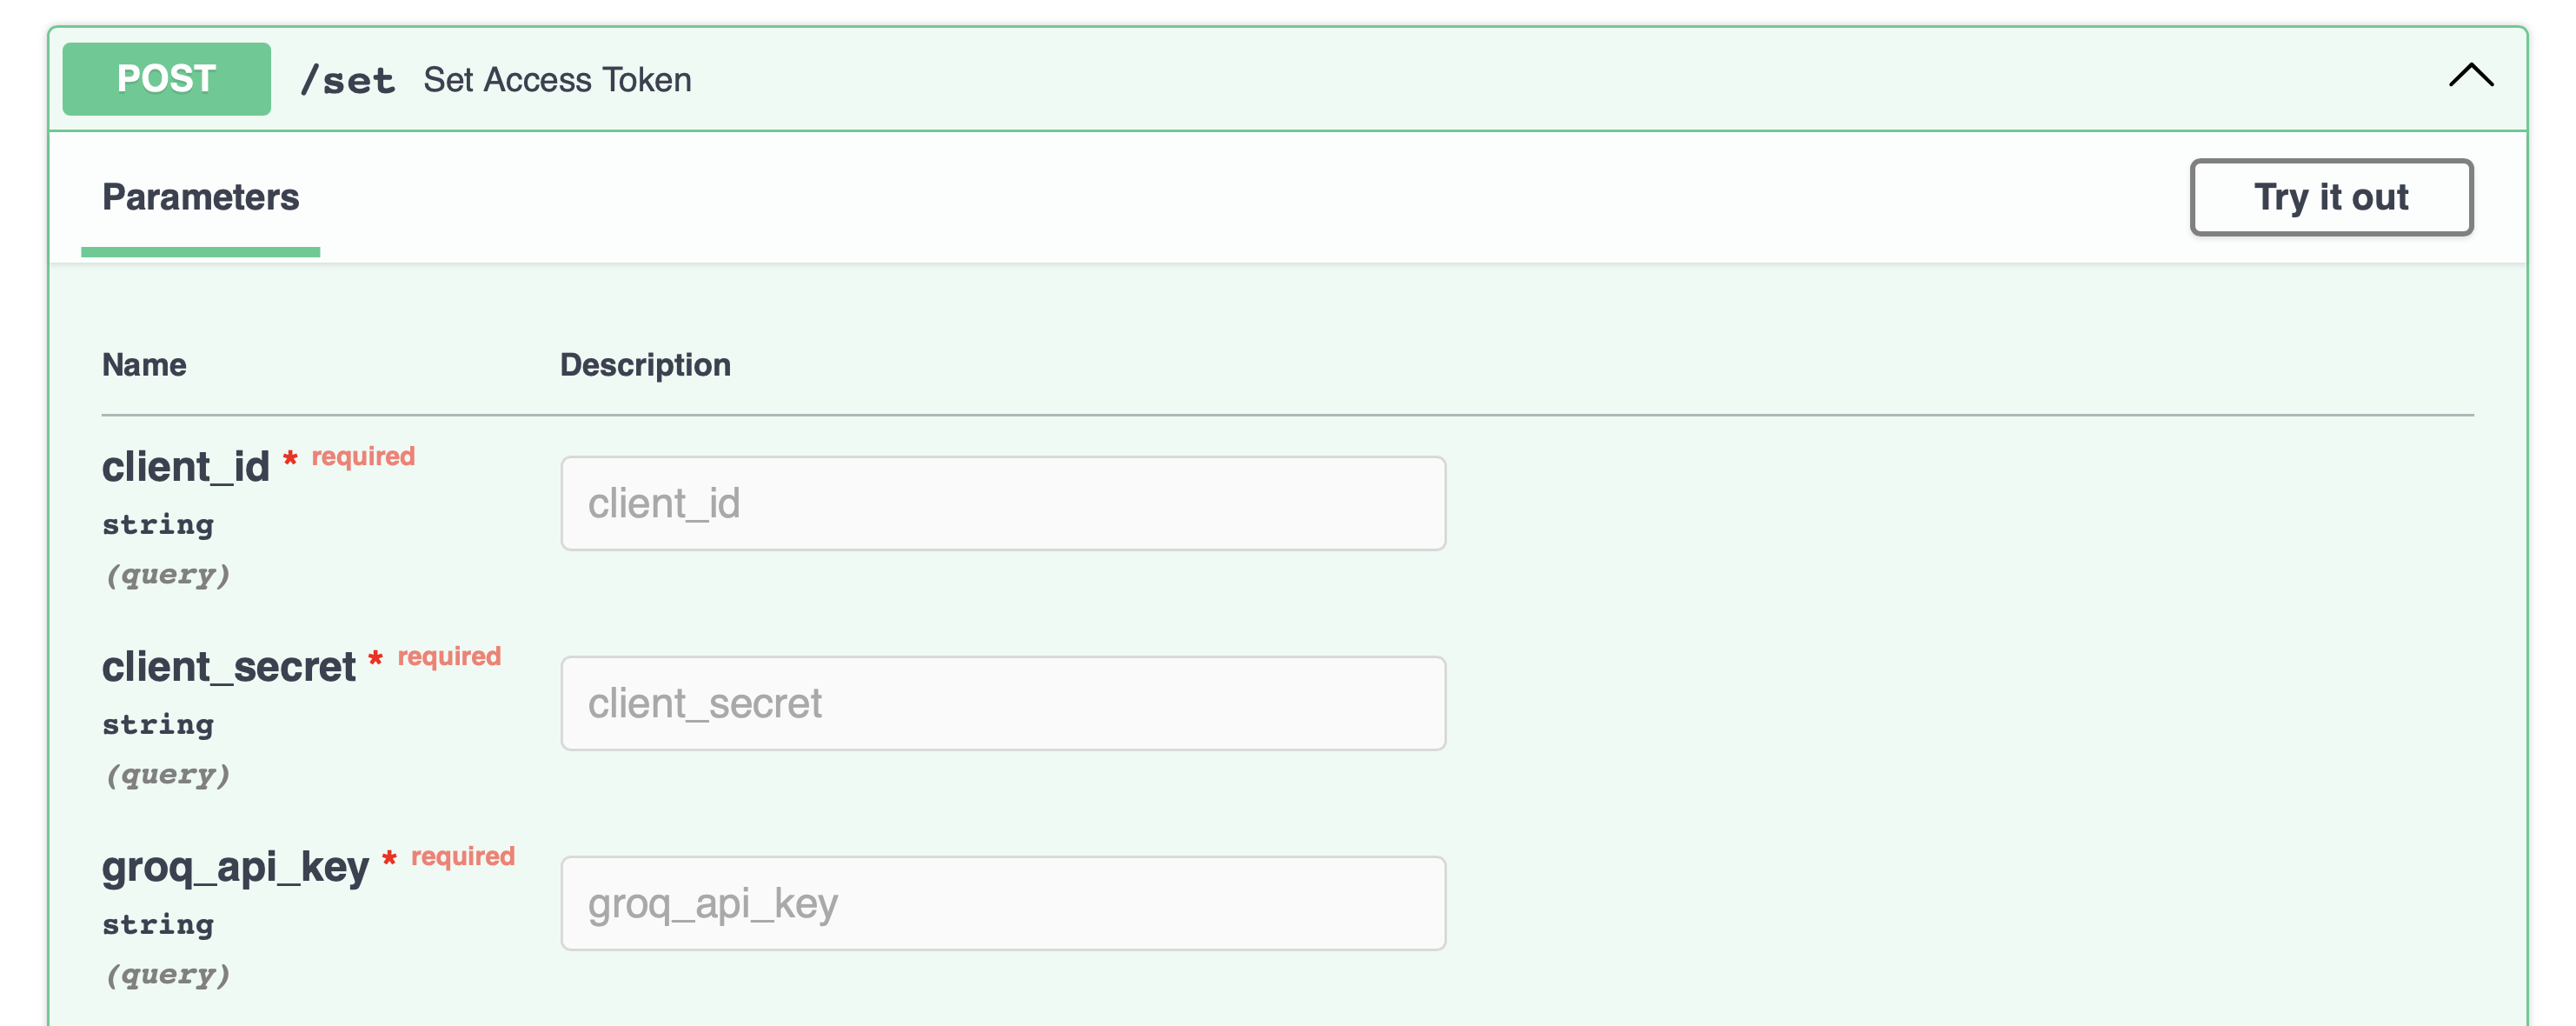 POST /set Set Access Token
Parameters
Try it out
Name Description
client_id * required
client_id
string
(query)
client_secret * required
client_secret
string
(query)
groq_api_key * required
groq_api_key
string
(query)